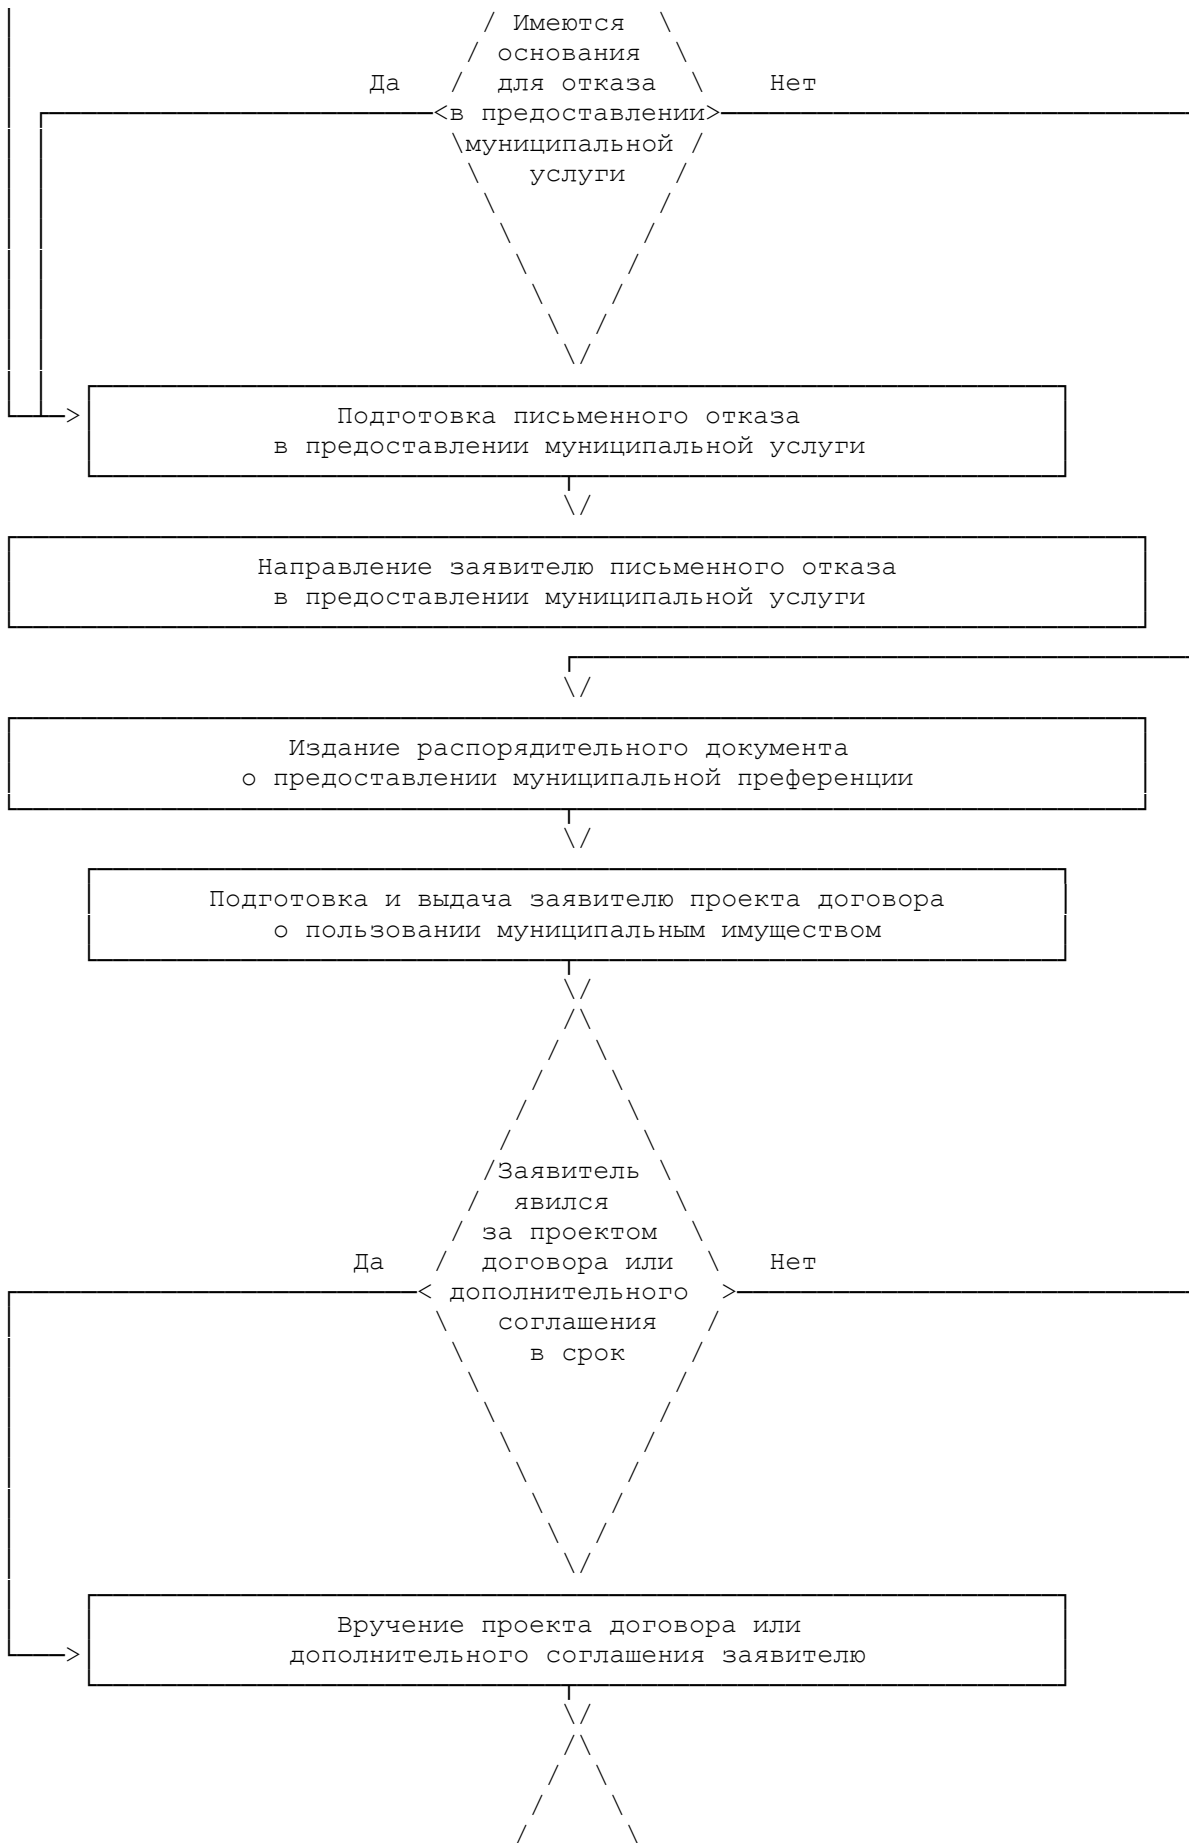 Имеются
основания
Да для отказа Нет
в предоставлении
муниципальной
услуги
Подготовка письменного отказа
в предоставлении муниципальной услуги
Направление заявителю письменного отказа
в предоставлении муниципальной услуги
Издание распорядительного документа
о предоставлении муниципальной преференции
Подготовка и выдача заявителю проекта договора
о пользовании муниципальным имуществом
Заявитель
явился
за проектом
Да договора или Нет
дополнительного
соглашения
в срок
Вручение проекта договора или
дополнительного соглашения заявителю